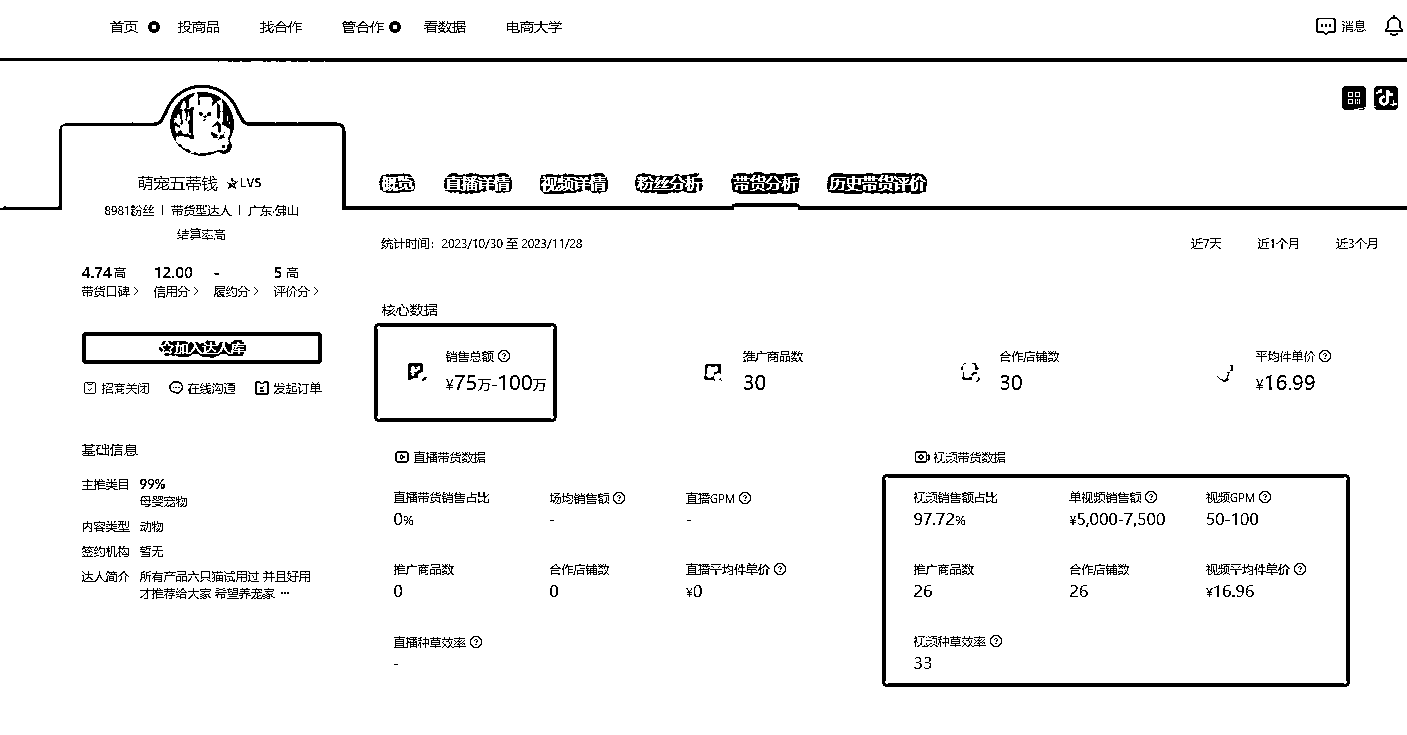 首页 投商品 找合作 管合作 看数据 电商大学 消息
萌宠五蒂钱 LV5
8981粉丝 | 带货型达人 | 广东佛山
结算率高
4.74高 12.00 - 5 高
带货口碑 > 信用分 > 履约分 > 评价分 >
☆加入达人库
招商关闭 在线沟通 发起订单
基础信息
主推类目 99%
母婴宠物
内容类型 动物
签约机构 暂无
达人简介 所有产品六只猫试用过 并且好用
才推荐给大家 希望养宠家 ...
概览 直播详情 视频详情 粉丝分析 带货分析 历史带货评价
统计时间：2023/10/30 至 2023/11/28 近7天 近1个月 近3个月
核心数据
销售总额 推广商品数 合作店铺数 平均件单价
¥75万-100万 30 30 ¥16.99
直播带货数据
直播带货销售占比 场均销售额 直播GPM
0% - -
推广商品数 合作店铺数 直播平均件单价
0 0 ¥0
直播种草效率
-
视频带货数据
视频销售额占比 单视频销售额 视频GPM
97.72% ¥5,000-7,500 50-100
推广商品数 合作店铺数 视频平均件单价
26 26 ¥16.96
视频种草效率
33